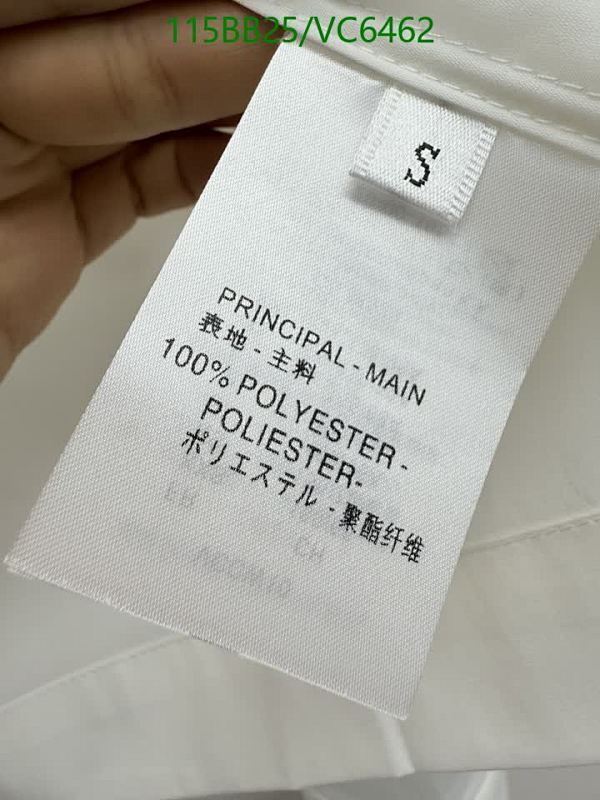 115BB25/VC6462
S
PRINCIPAL - MAIN
表地 - 主料
100% POLYESTER -
POLIESTER-
ポリエステル - 聚酯纤维